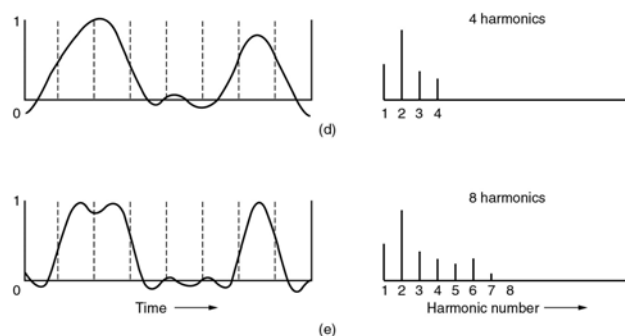 1
0
4 harmonics
1 2 3 4
(d)
1
0
Time
8 harmonics
1 2 3 4 5 6 7 8
Harmonic number
(e)